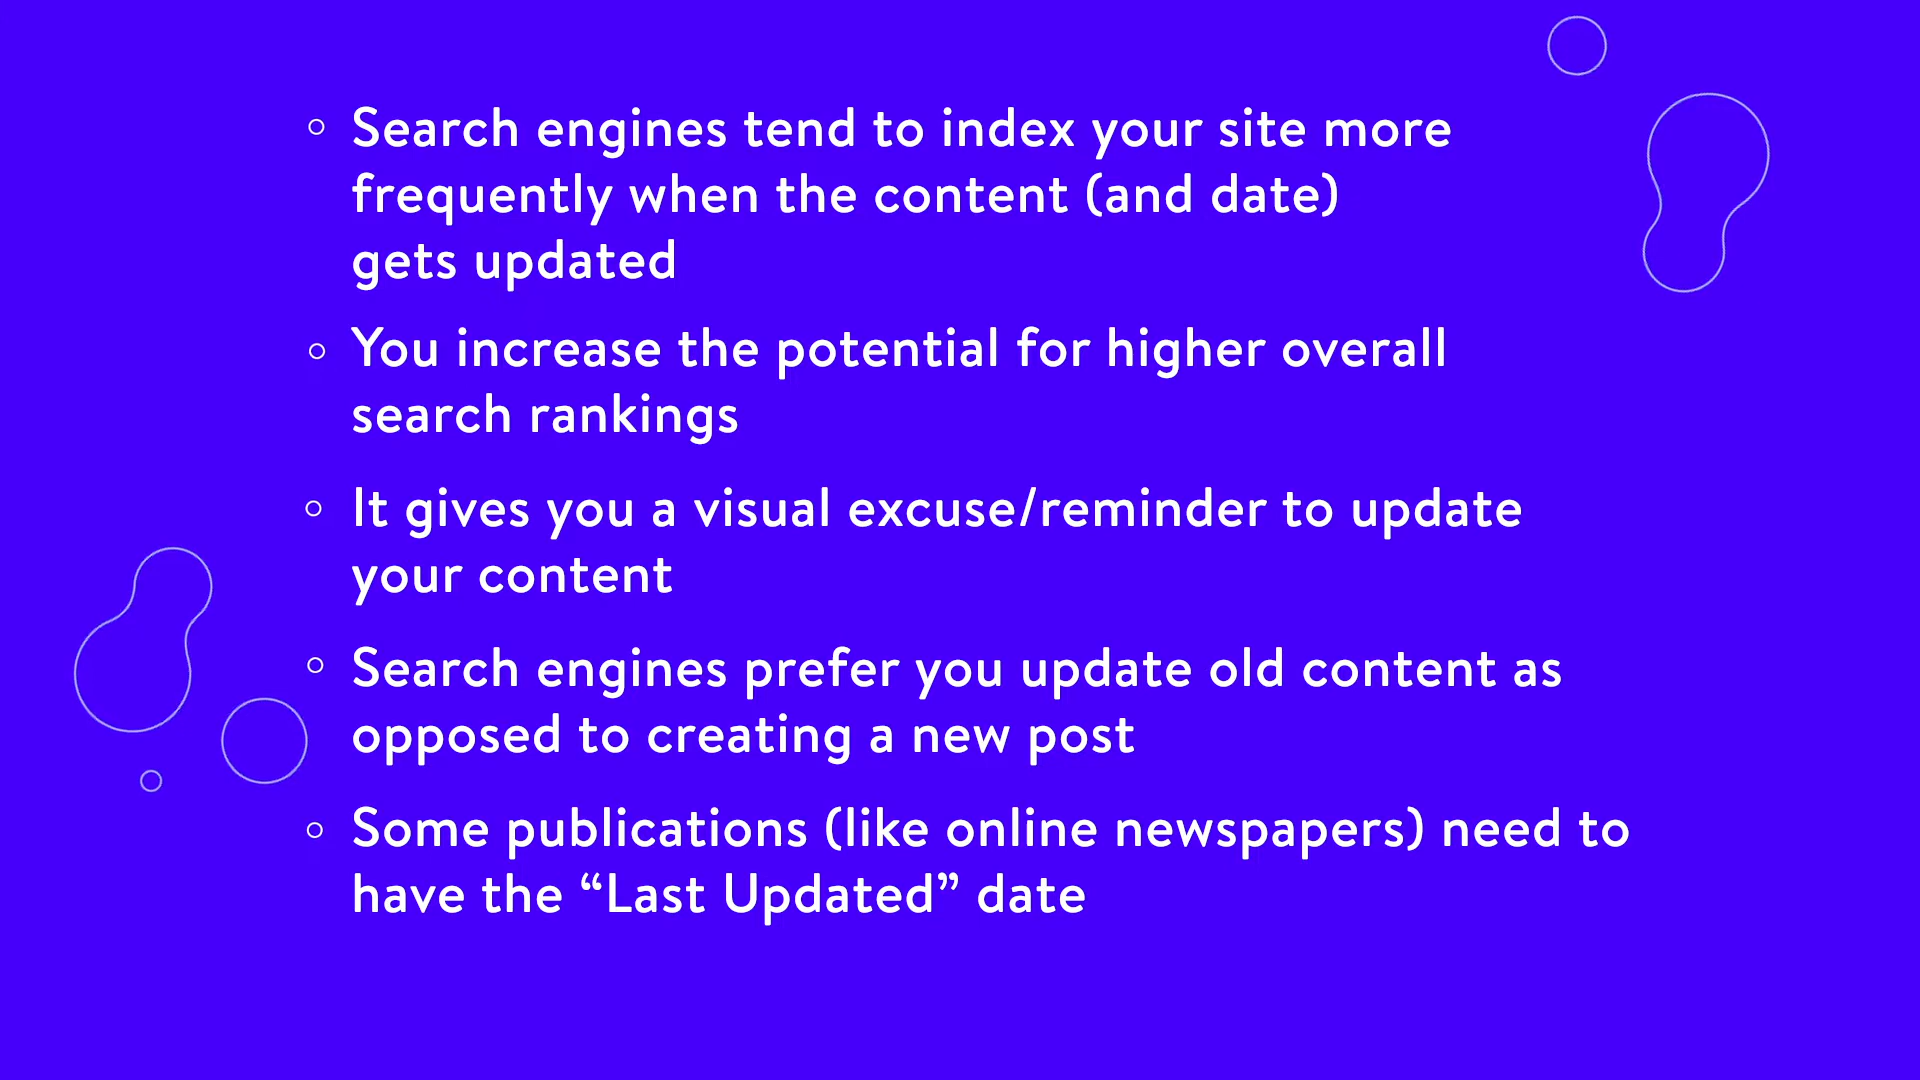 Search engines tend to index your site more
frequently when the content (and date)
gets updated
You increase the potential for higher overall
search rankings
It gives you a visual excuse/reminder to update
your content
Search engines prefer you update old content as
opposed to creating a new post
Some publications (like online newspapers) need to
have the “Last Updated” date